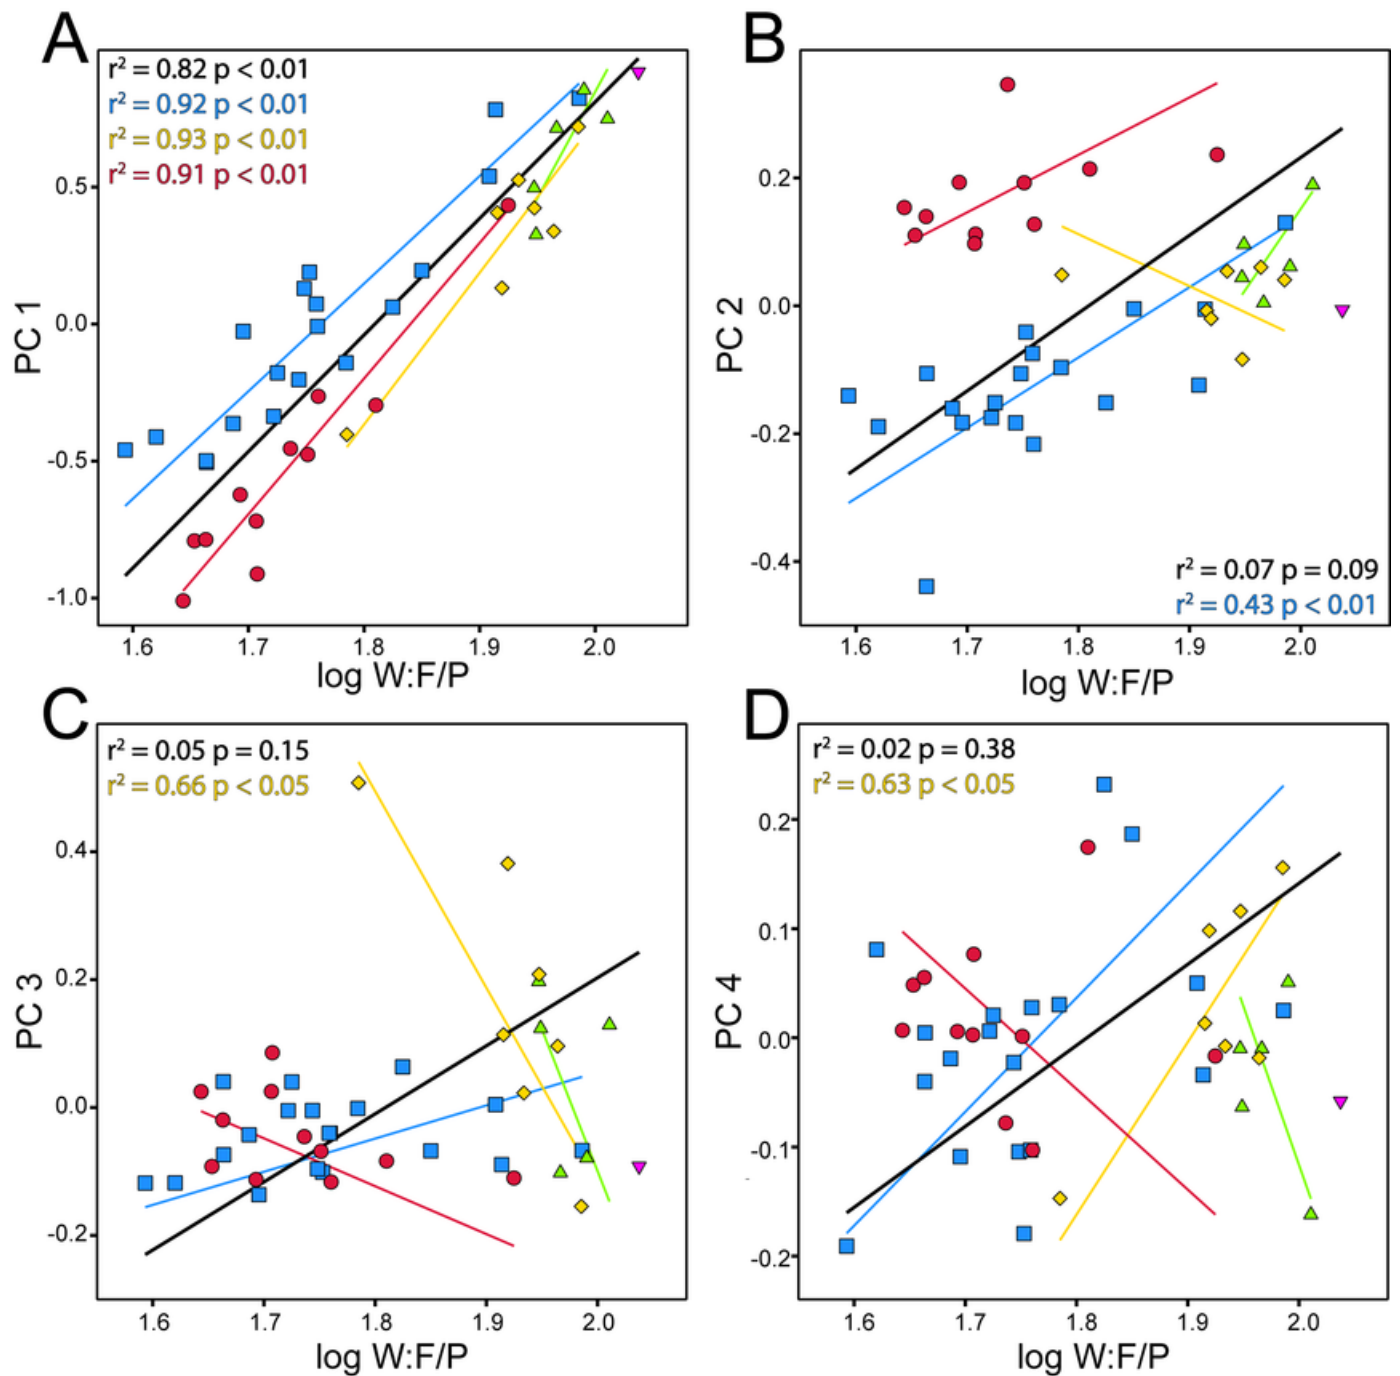 A
r² = 0.82 p < 0.01
r² = 0.92 p < 0.01
r² = 0.93 p < 0.01
r² = 0.91 p < 0.01
PC 1
0.5
0.0
-0.5
-1.0
1.6 1.7 1.8 1.9 2.0
log W:F/P
B
PC 2
0.2
0.0
-0.2
-0.4
r² = 0.07 p = 0.09
r² = 0.43 p < 0.01
1.6 1.7 1.8 1.9 2.0
log W:F/P
C
r² = 0.05 p = 0.15
r² = 0.66 p < 0.05
PC 3
0.4
0.2
0.0
-0.2
1.6 1.7 1.8 1.9 2.0
log W:F/P
D
r² = 0.02 p = 0.38
r² = 0.63 p < 0.05
PC 4
0.2
0.1
0.0
-0.1
-0.2
1.6 1.7 1.8 1.9 2.0
log W:F/P